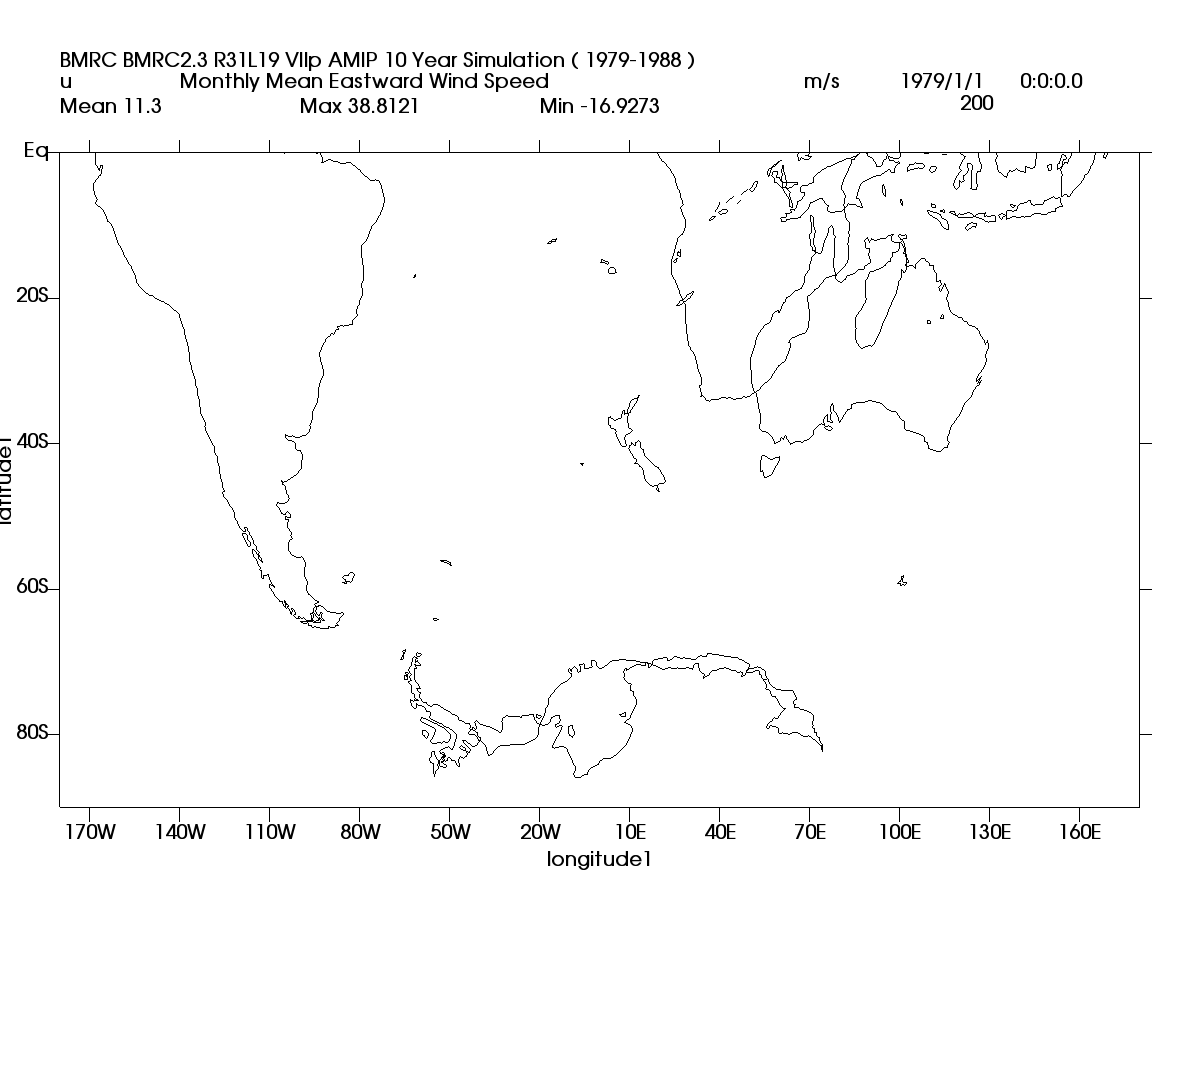 BMRC BMRC2.3 R31L19 VIIp AMIP 10 Year Simulation ( 1979-1988 )
u Monthly Mean Eastward Wind Speed m/s 1979/1/1 0:0:0.0
Mean 11.3 Max 38.8121 Min -16.9273 200
Eq
20S
40S
60S
80S
latitude1
170W 140W 110W 80W 50W 20W 10E 40E 70E 100E 130E 160E
longitude1